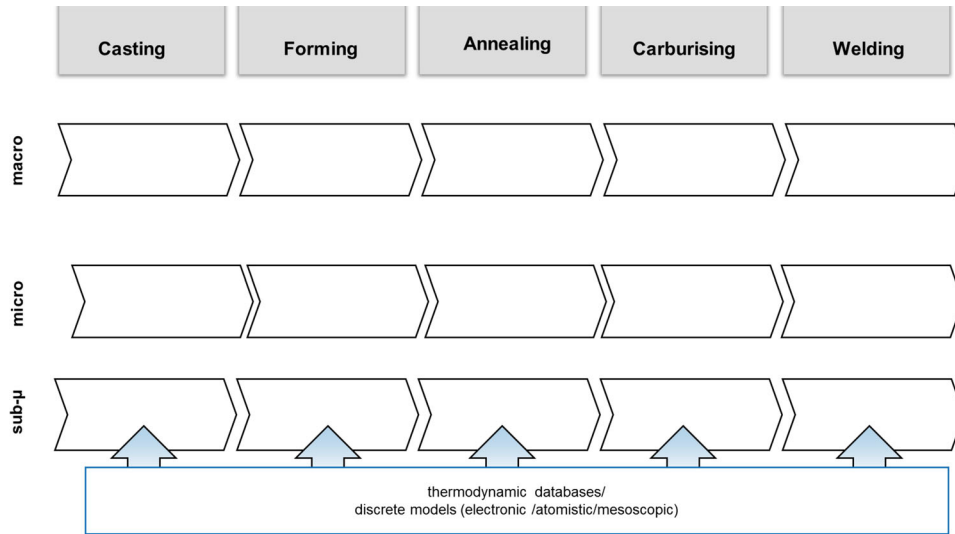 Casting
Forming
Annealing
Carburising
Welding
macro
micro
sub-μ
thermodynamic databases/
discrete models (electronic /atomistic/mesoscopic)